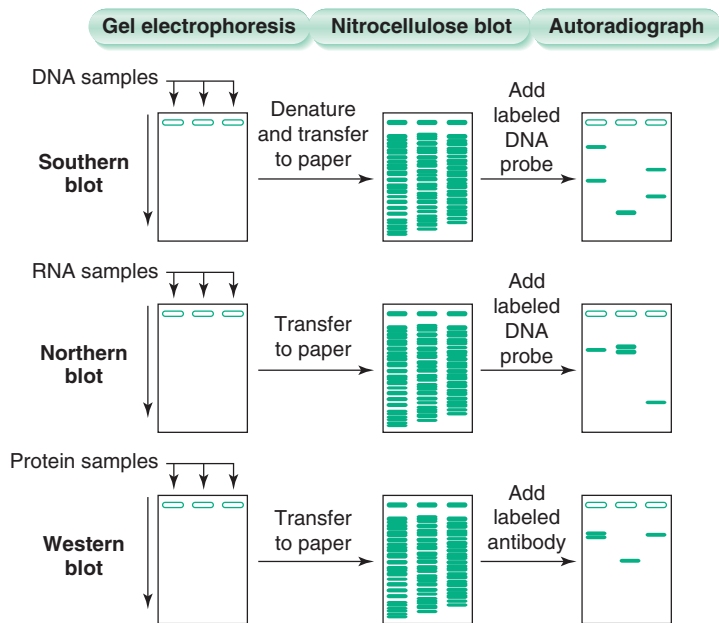 Gel electrophoresis
Nitrocellulose blot
Autoradiograph
DNA samples
Southern
blot
Denature
and transfer
to paper
Add
labeled
DNA
probe
RNA samples
Northern
blot
Transfer
to paper
Add
labeled
DNA
probe
Protein samples
Western
blot
Transfer
to paper
Add
labeled
antibody